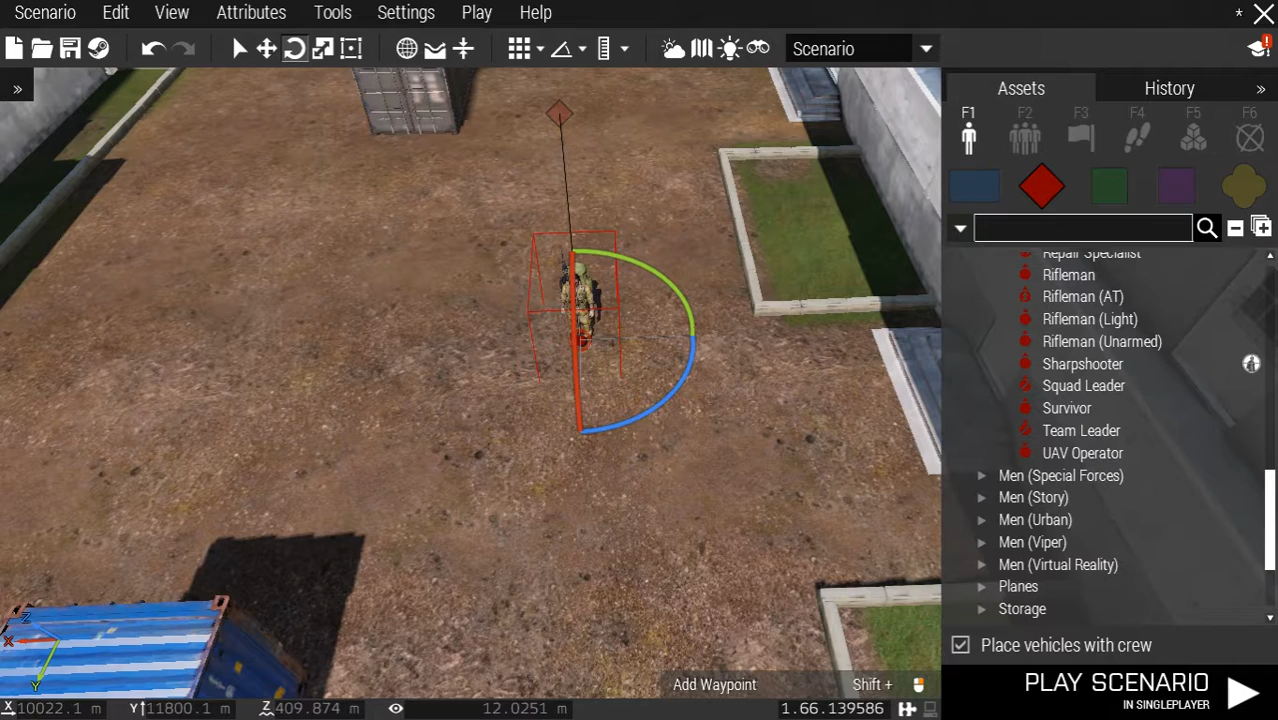 Scenario Edit View Attributes Tools Settings Play Help *
Scenario
»
Assets History »
F1 F2 F3 F4 F5 F6
Repair Specialist
Rifleman
Rifleman (AT)
Rifleman (Light)
Rifleman (Unarmed)
Sharpshooter
Squad Leader
Survivor
Team Leader
UAV Operator
Men (Special Forces)
Men (Story)
Men (Urban)
Men (Viper)
Men (Virtual Reality)
Planes
Storage
Place vehicles with crew
PLAY SCENARIO
IN SINGLEPLAYER
Z
X
Y
Add Waypoint Shift +
X 10022.1 m Y 11800.1 m Z 409.874 m 12.0251 m 1.66.139586